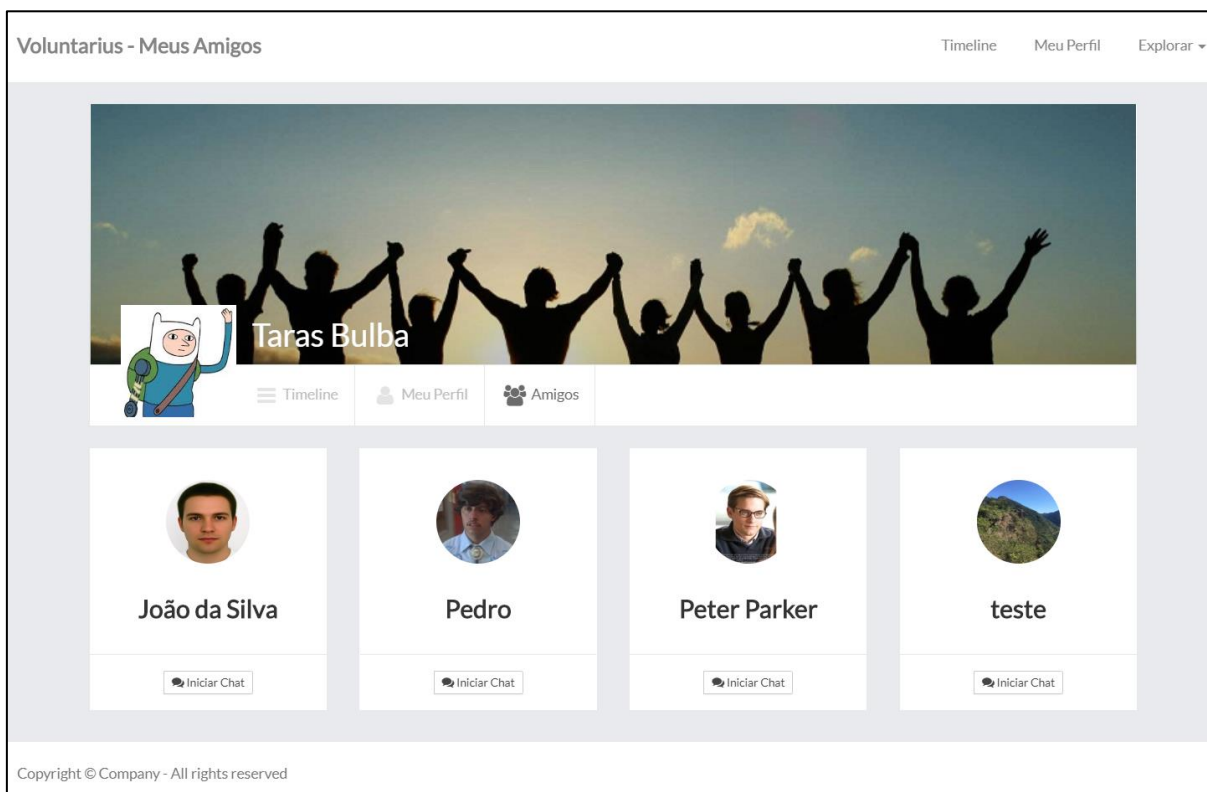 Voluntarius - Meus Amigos
Timeline Meu Perfil Explorar
Taras Bulba
Timeline Meu Perfil Amigos
João da Silva Pedro Peter Parker teste
Iniciar Chat Iniciar Chat Iniciar Chat Iniciar Chat
Copyright © Company - All rights reserved